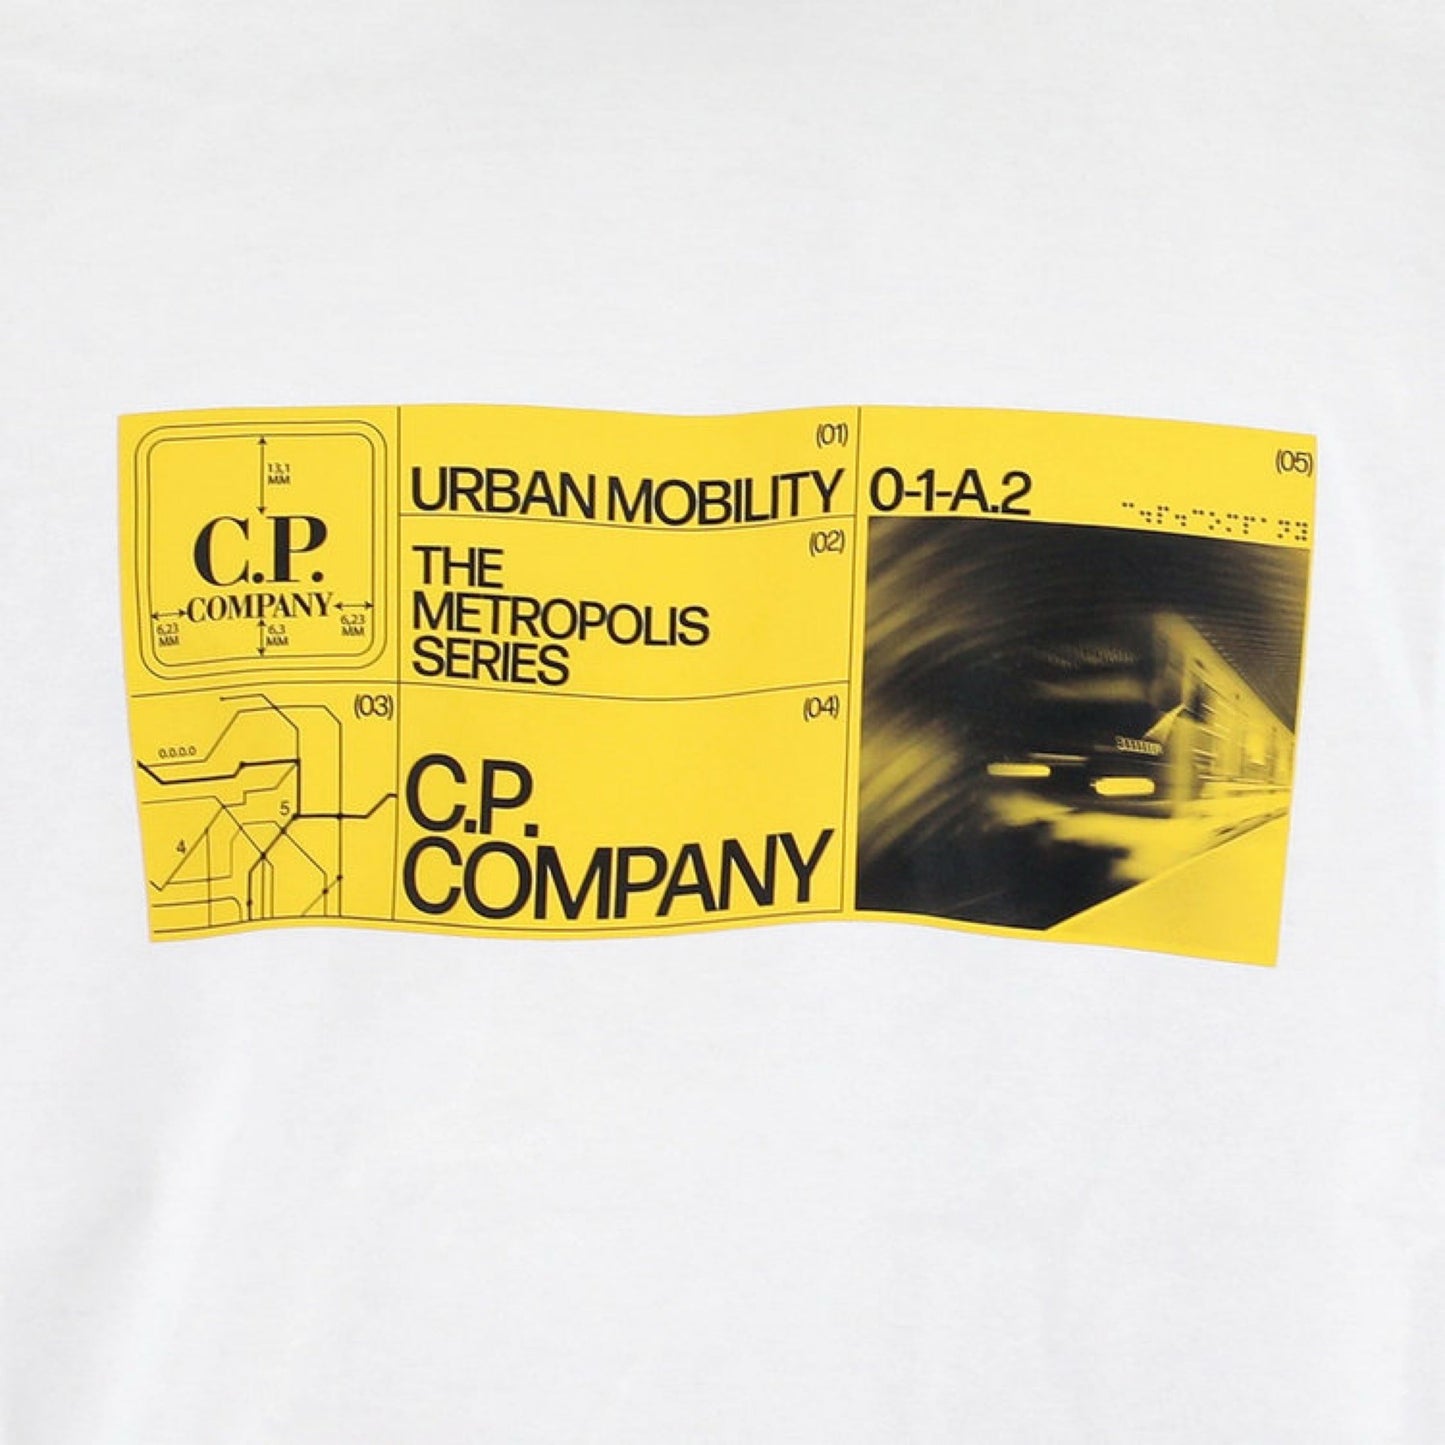 13,1
MM
C.P.
COMPANY
6,23
MM
6,3
MM
6,23
MM
(01)
URBAN MOBILITY
(02)
THE
METROPOLIS
SERIES
(03)
0.0.0.0
5
4
(04)
C.P.
COMPANY
(05)
0-1-A.2